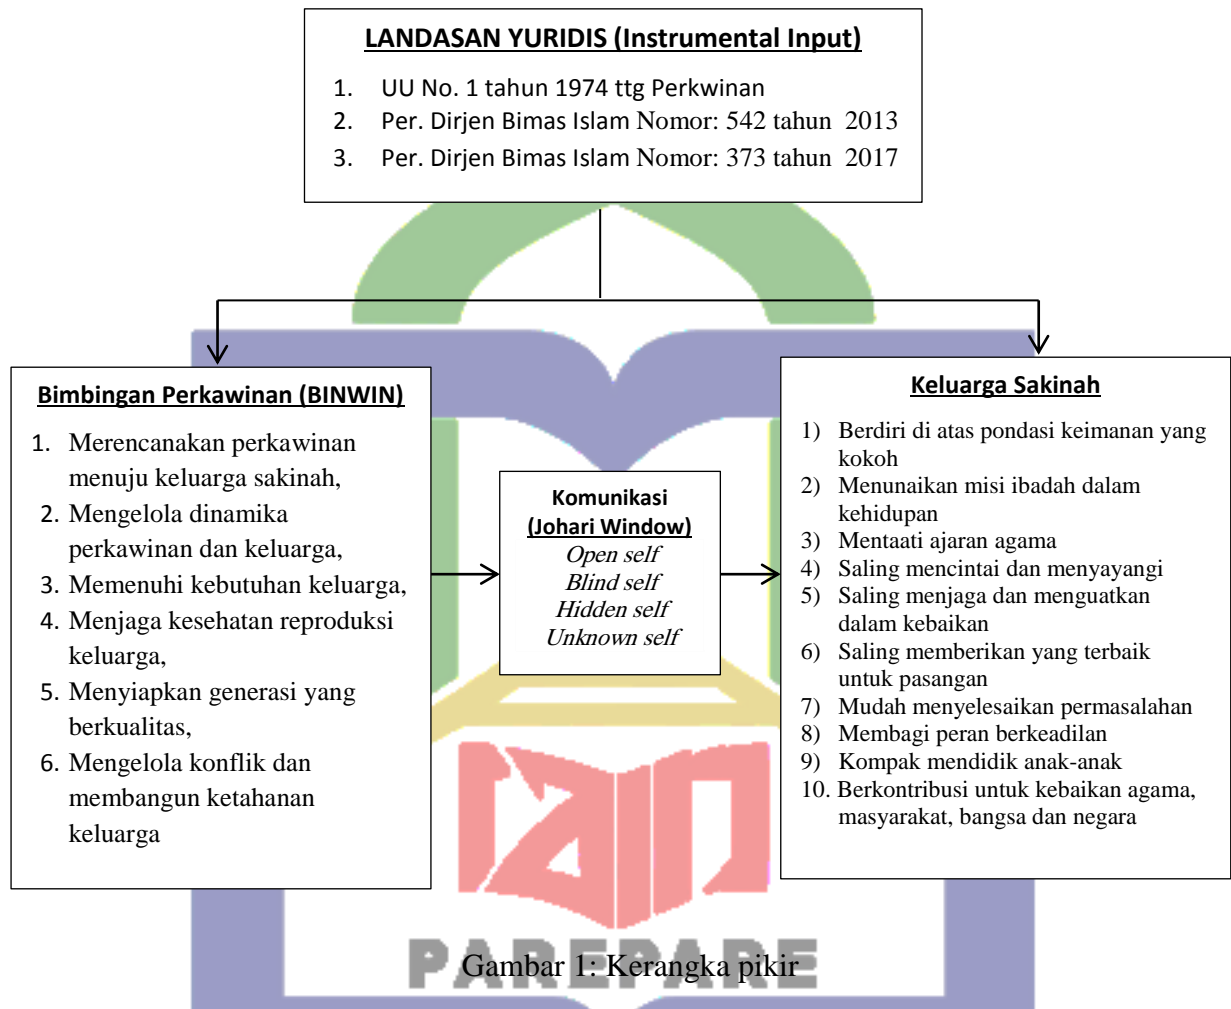 LANDASAN YURIDIS (Instrumental Input)
1. UU No. 1 tahun 1974 ttg Perkwinan
2. Per. Dirjen Bimas Islam Nomor: 542 tahun 2013
3. Per. Dirjen Bimas Islam Nomor: 373 tahun 2017
Bimbingan Perkawinan (BINWIN)
1. Merencanakan perkawinan
menuju keluarga sakinah,
2. Mengelola dinamika
perkawinan dan keluarga,
3. Memenuhi kebutuhan keluarga,
4. Menjaga kesehatan reproduksi
keluarga,
5. Menyiapkan generasi yang
berkualitas,
6. Mengelola konflik dan
membangun ketahanan
keluarga
Komunikasi
(Johari Window)
Open self
Blind self
Hidden self
Unknown self
Keluarga Sakinah
1) Berdiri di atas pondasi keimanan yang
kokoh
2) Menunaikan misi ibadah dalam
kehidupan
3) Mentaati ajaran agama
4) Saling mencintai dan menyayangi
5) Saling menjaga dan menguatkan
dalam kebaikan
6) Saling memberikan yang terbaik
untuk pasangan
7) Mudah menyelesaikan permasalahan
8) Membagi peran berkeadilan
9) Kompak mendidik anak-anak
10. Berkontribusi untuk kebaikan agama,
masyarakat, bangsa dan negara
iain
PAREPARE
Gambar 1: Kerangka pikir